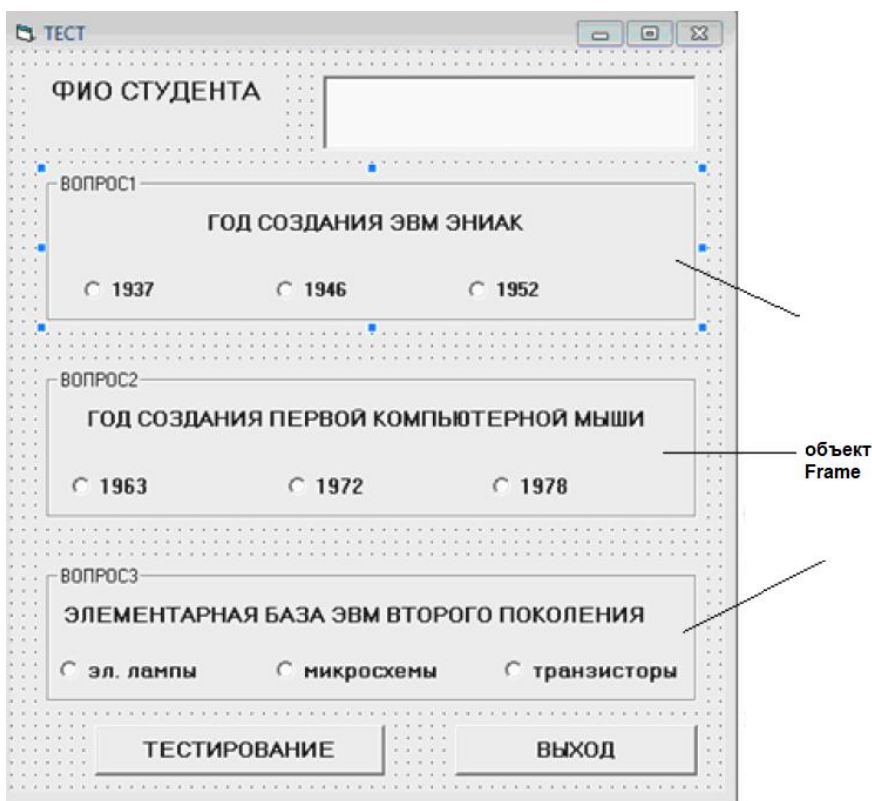 ТЕСТ
ФИО СТУДЕНТА
ВОПРОС1
ГОД СОЗДАНИЯ ЭВМ ЭНИАК
1937 1946 1952
ВОПРОС2
ГОД СОЗДАНИЯ ПЕРВОЙ КОМПЬЮТЕРНОЙ МЫШИ
1963 1972 1978
объект
Frame
ВОПРОС3
ЭЛЕМЕНТАРНАЯ БАЗА ЭВМ ВТОРОГО ПОКОЛЕНИЯ
эл. лампы микросхемы транзисторы
ТЕСТИРОВАНИЕ ВЫХОД